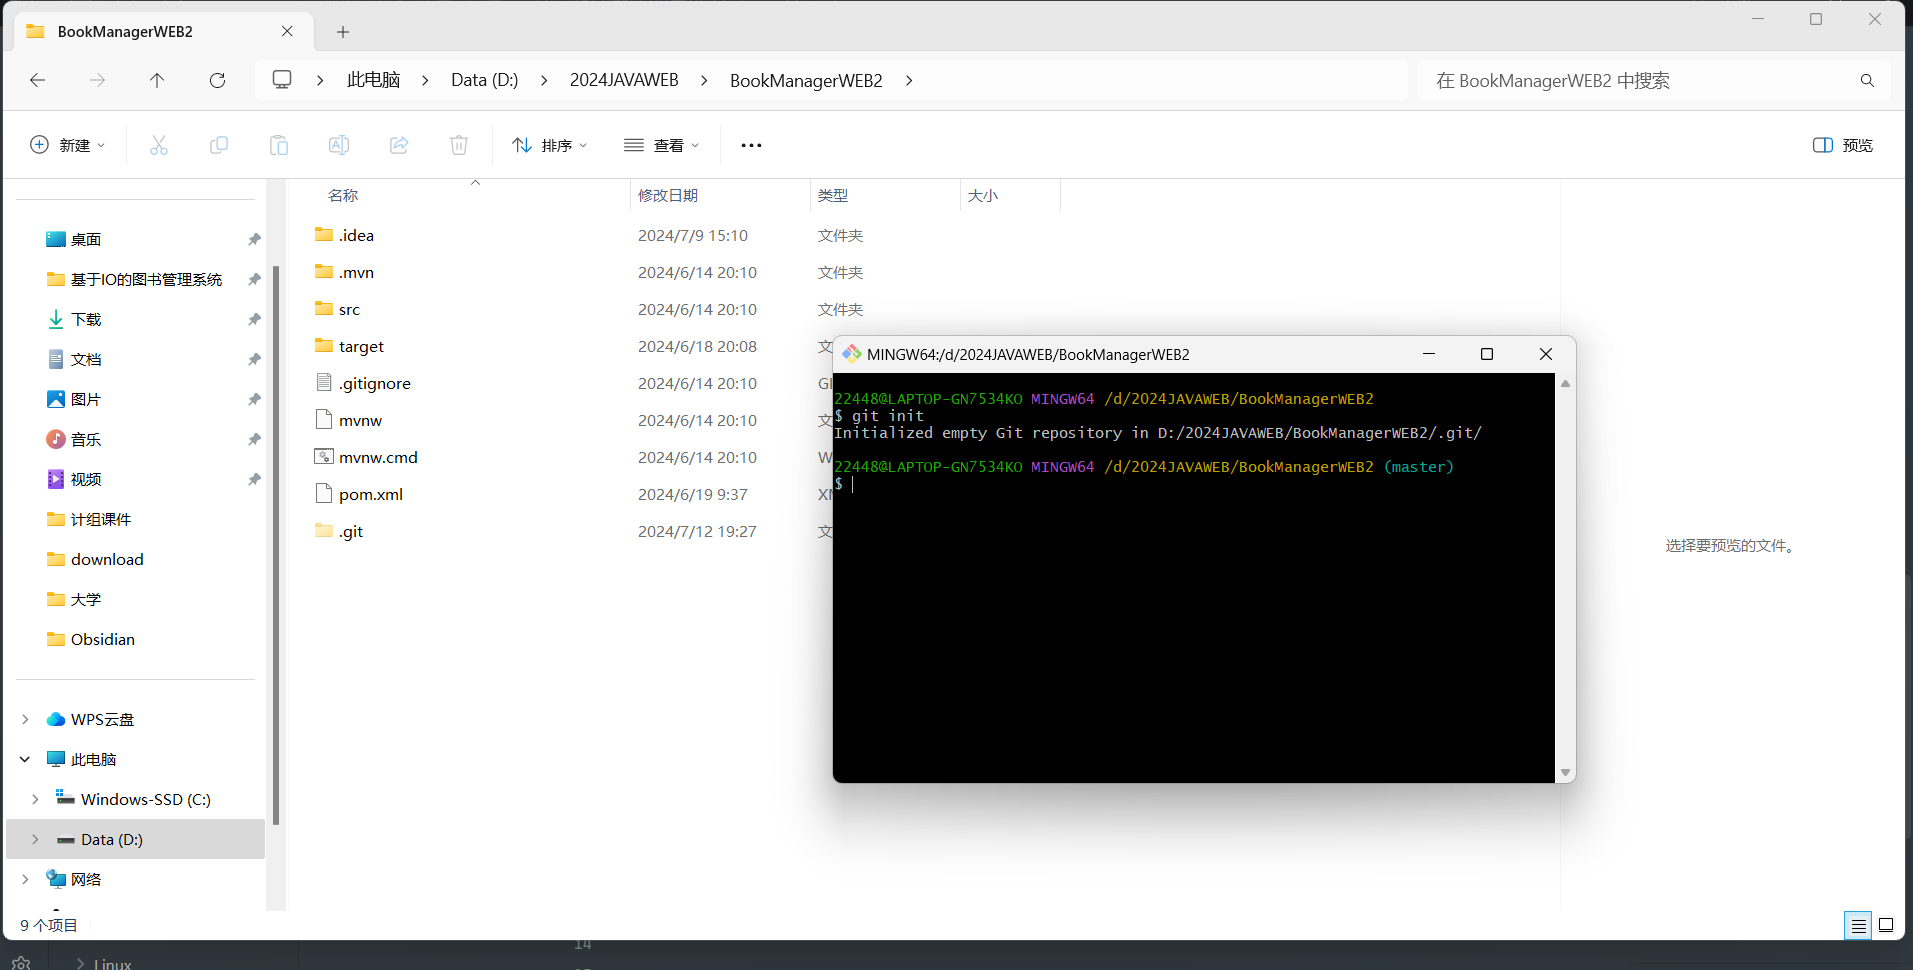 BookManagerWEB2
此电脑 Data (D:) 2024JAVAWEB BookManagerWEB2
在 BookManagerWEB2 中搜索
新建 排序 查看 ••• 预览
名称 修改日期 类型 大小
桌面
基于IO的图书管理系统
下载
文档
图片
音乐
视频
计组课件
download
大学
Obsidian
WPS云盘
此电脑
Windows-SSD (C:)
Data (D:)
网络
.idea 2024/7/9 15:10 文件夹
.mvn 2024/6/14 20:10 文件夹
src 2024/6/14 20:10 文件夹
target 2024/6/18 20:08 文
.gitignore 2024/6/14 20:10 GI
mvnw 2024/6/14 20:10 文
mvnw.cmd 2024/6/14 20:10 W
pom.xml 2024/6/19 9:37 XM
.git 2024/7/12 19:27 文
MINGW64:/d/2024JAVAWEB/BookManagerWEB2
22448@LAPTOP-GN7534KO MINGW64 /d/2024JAVAWEB/BookManagerWEB2
$ git init
Initialized empty Git repository in D:/2024JAVAWEB/BookManagerWEB2/.git/
22448@LAPTOP-GN7534KO MINGW64 /d/2024JAVAWEB/BookManagerWEB2 (master)
$
选择要预览的文件。
9 个项目
14
Linux